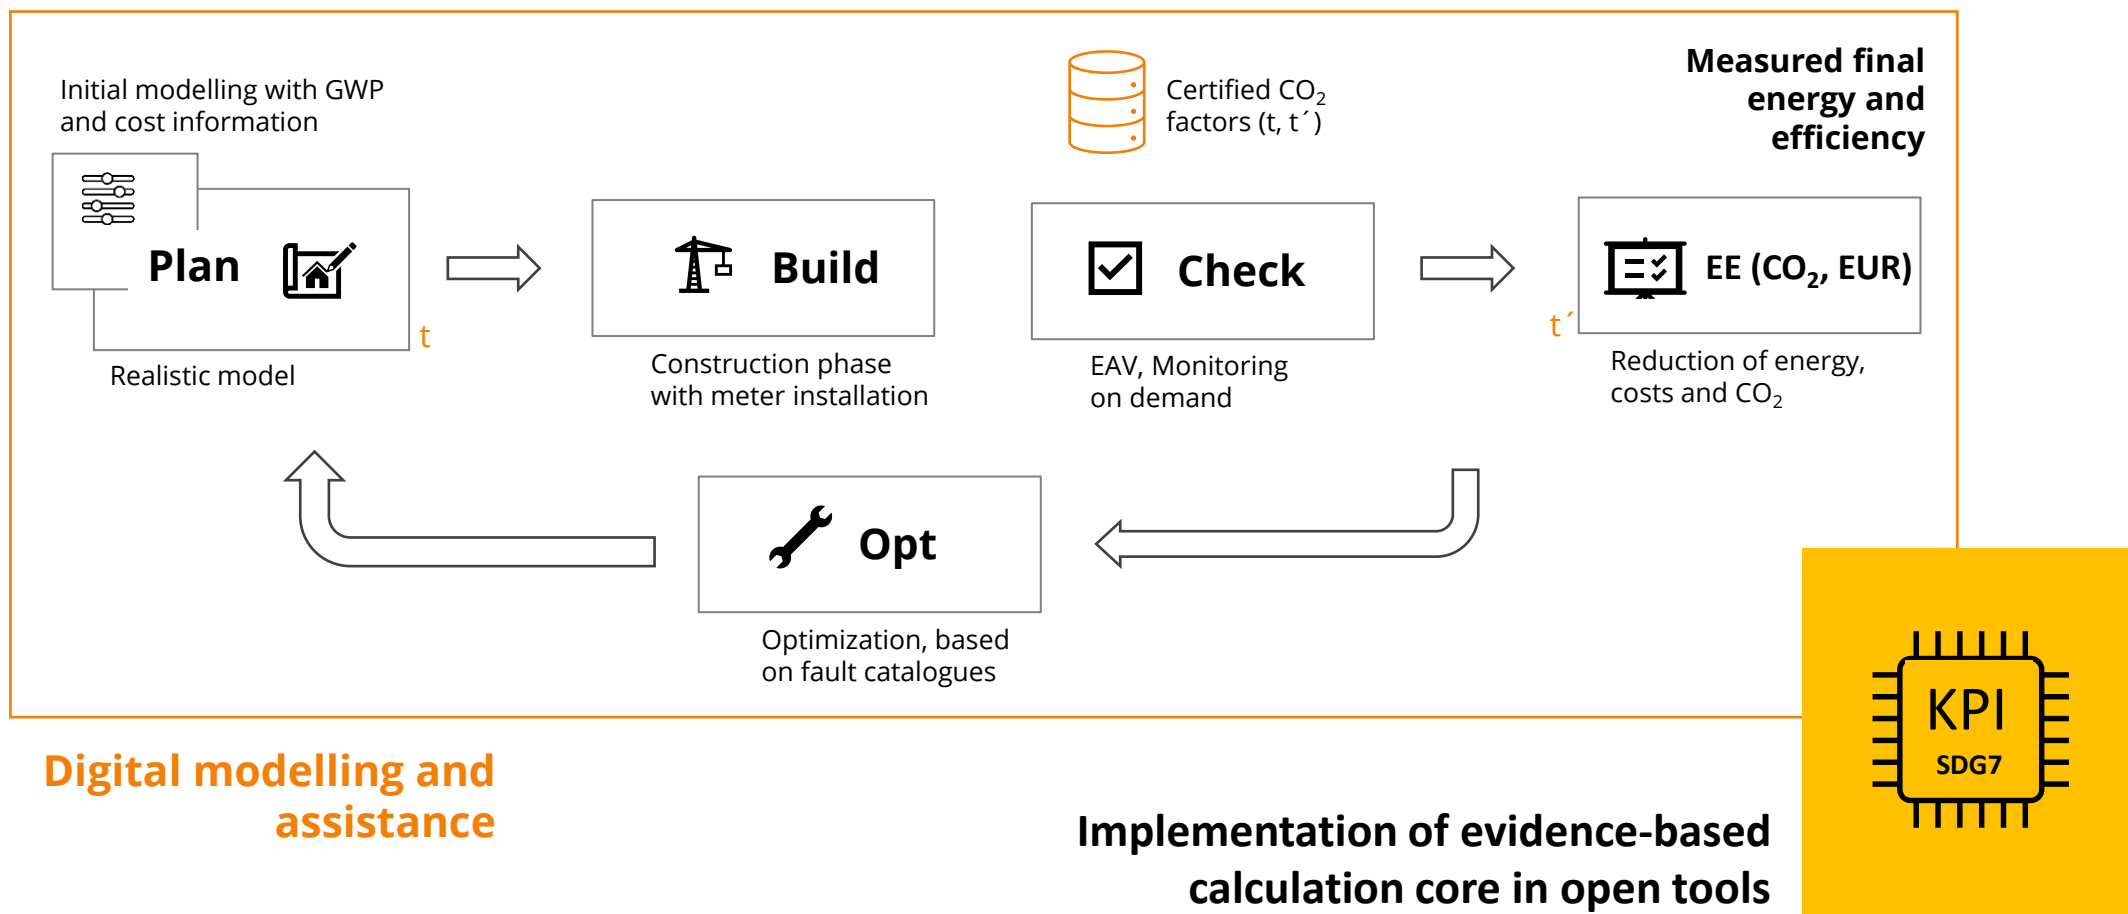 Initial modelling with GWP
and cost information
Plan
t
Realistic model
Build
Construction phase
with meter installation
Certified CO₂
factors (t, t´)
Check
EAV, Monitoring
on demand
Measured final
energy and
efficiency
EE (CO₂, EUR)
t´
Reduction of energy,
costs and CO₂
Opt
Optimization, based
on fault catalogues
Digital modelling and
assistance
Implementation of evidence-based
calculation core in open tools
KPI
SDG7